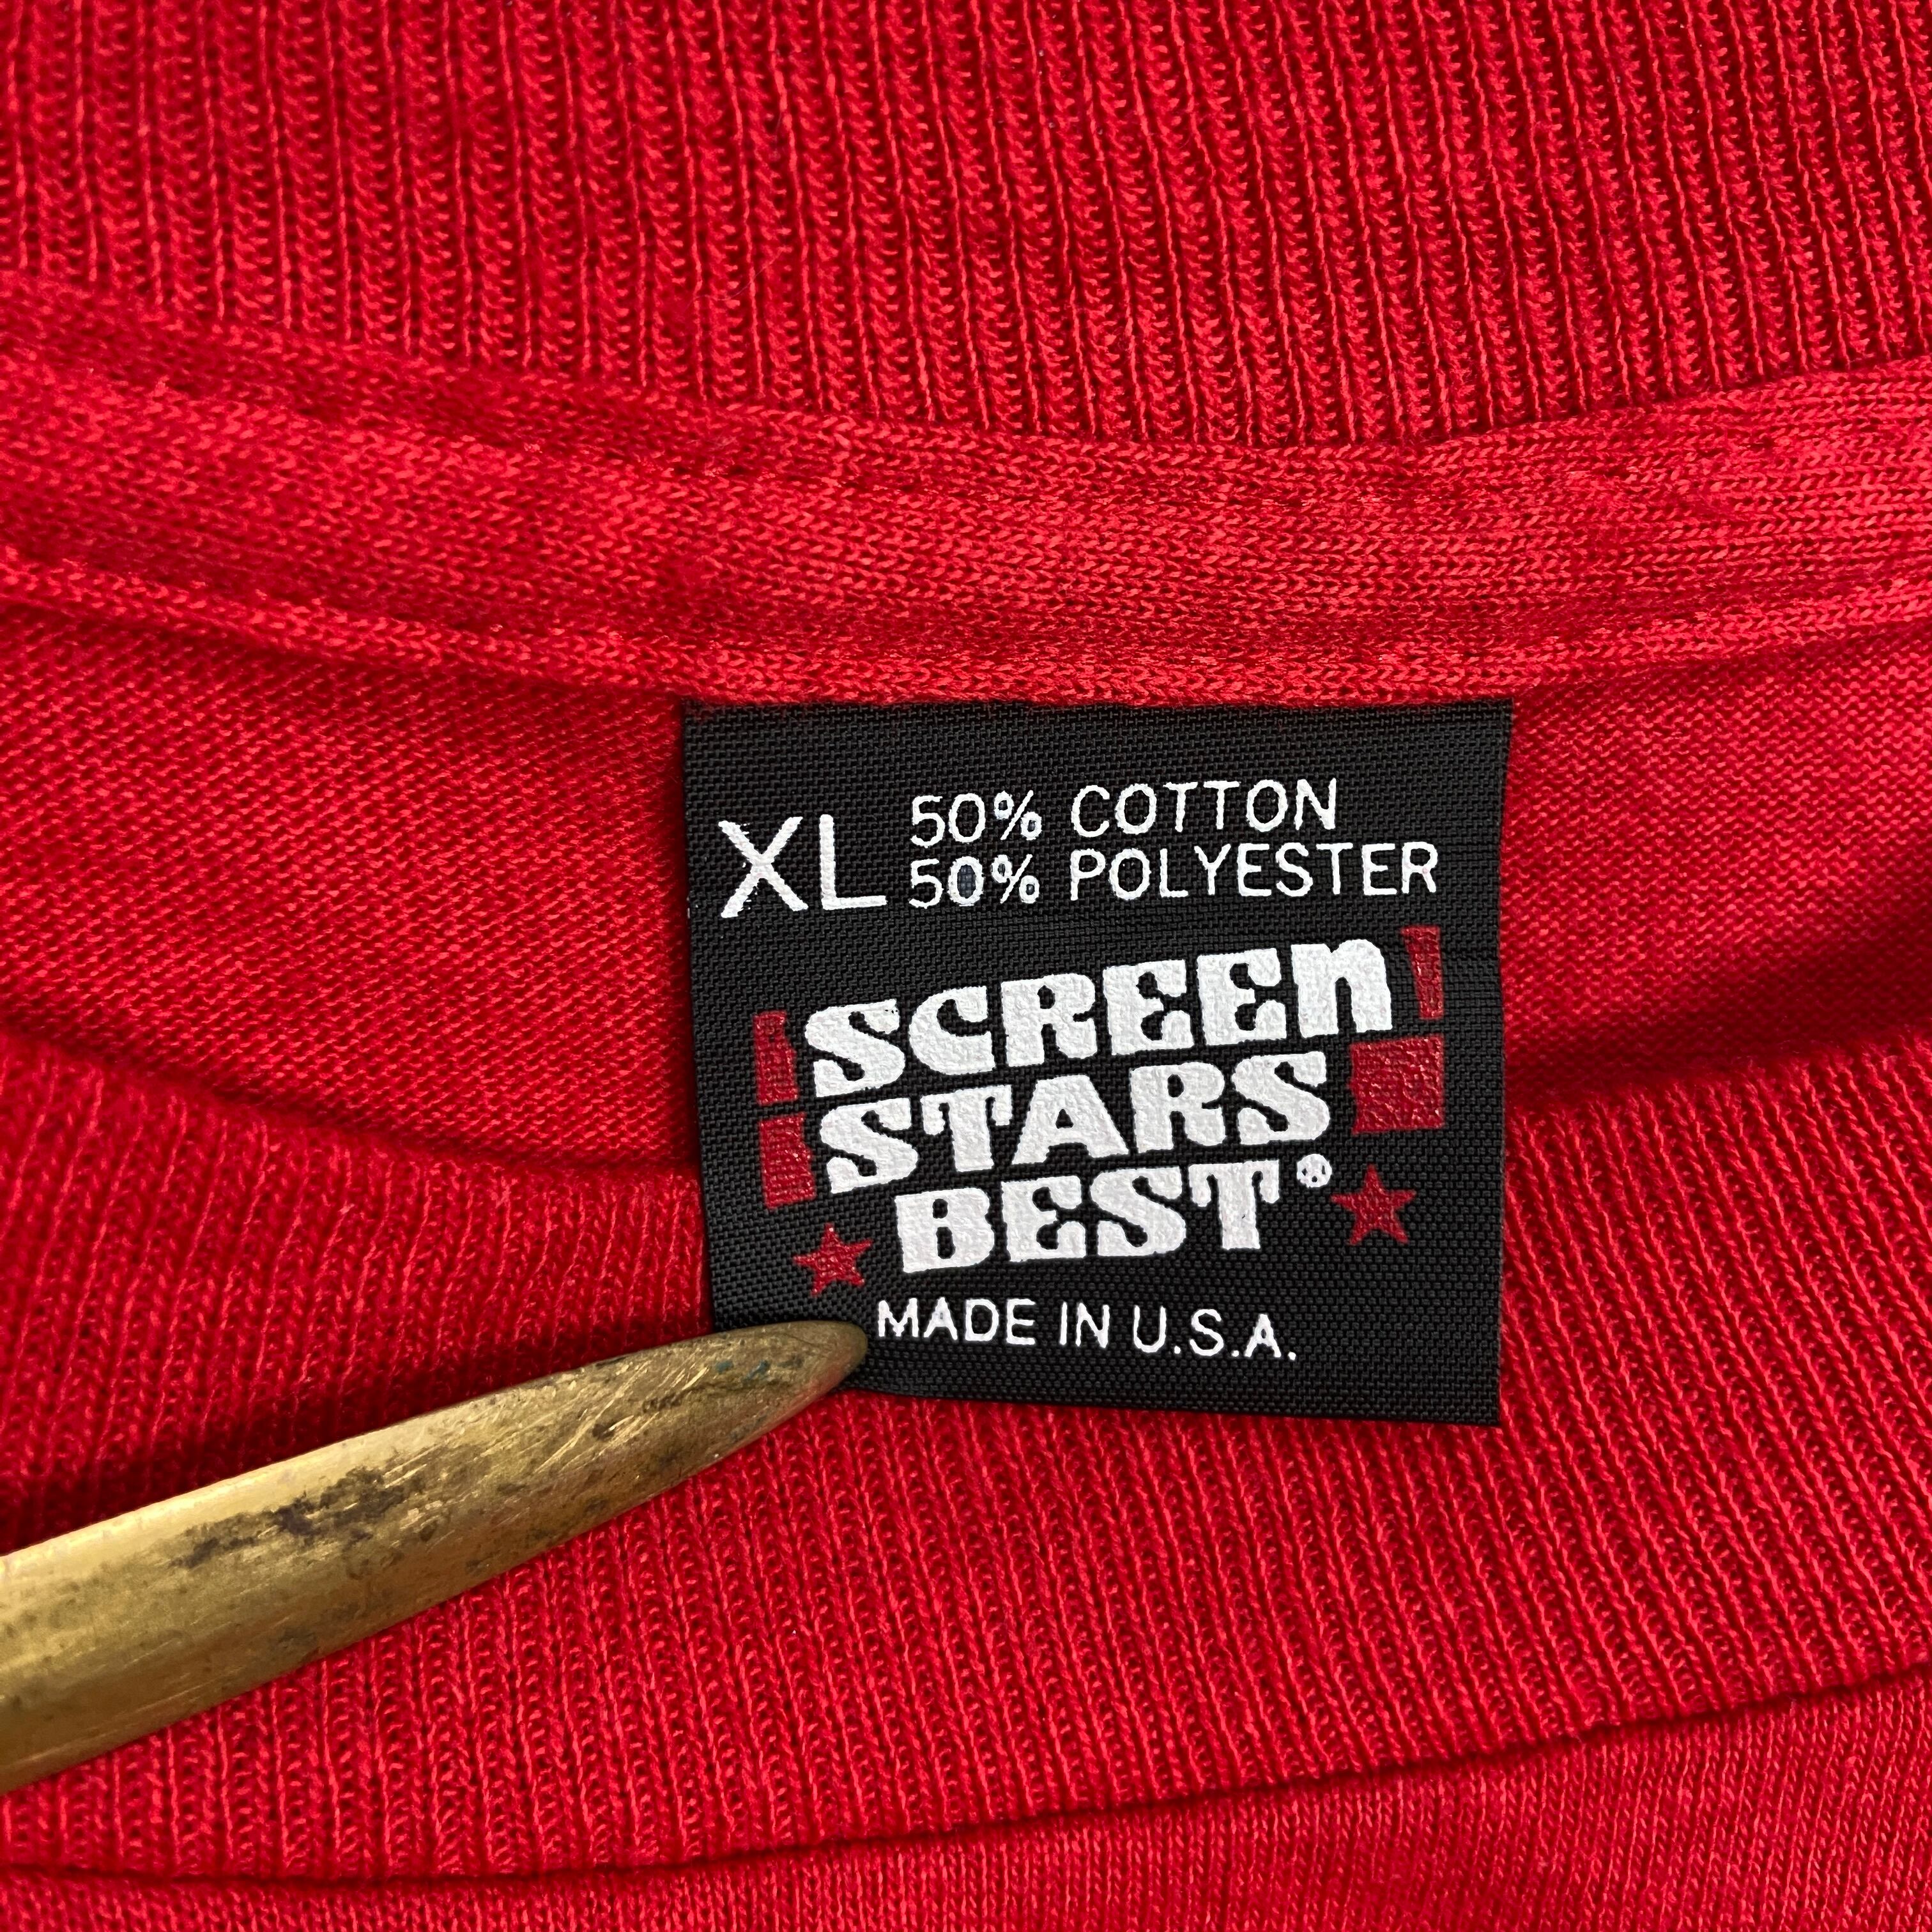 XL 50% COTTON
50% POLYESTER
SCREEN
STARS
BEST®
MADE IN U.S.A.